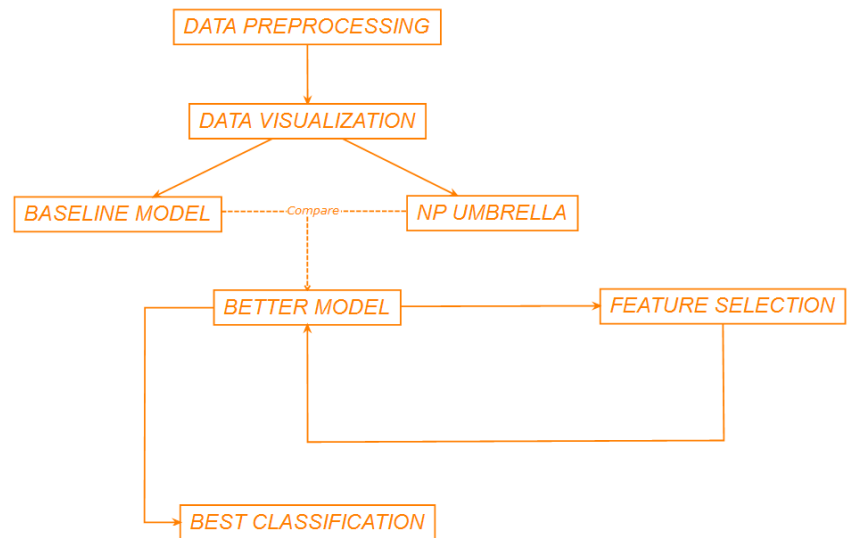 DATA PREPROCESSING
DATA VISUALIZATION
BASELINE MODEL
Compare
NP UMBRELLA
BETTER MODEL
FEATURE SELECTION
BEST CLASSIFICATION